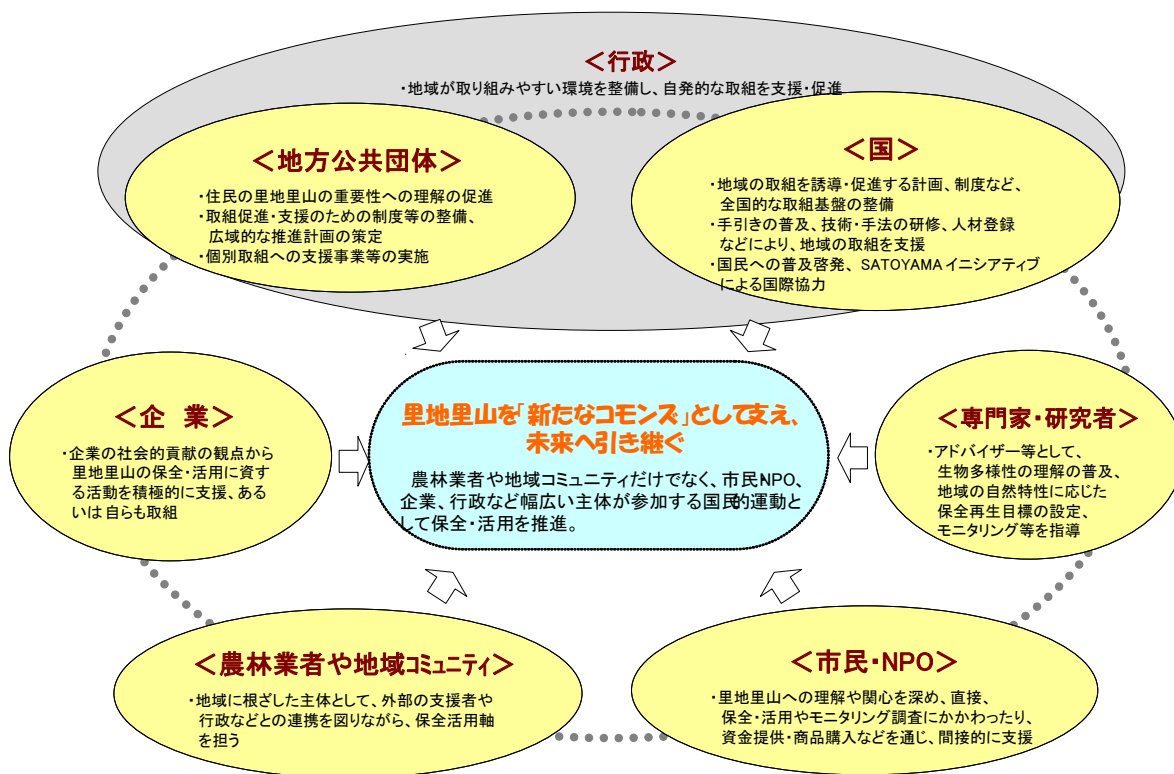 ＜行政＞
・地域が取り組みやすい環境を整備し、自発的な取組を支援・促進
＜地方公共団体＞
・住民の里地里山の重要性への理解の促進
・取組促進・支援のための制度等の整備、
広域的な推進計画の策定
・個別取組への支援事業等の実施
＜国＞
・地域の取組を誘導・促進する計画、制度など、
全国的な取組基盤の整備
・手引きの普及、技術・手法の研修、人材登録
などにより、地域の取組を支援
・国民への普及啓発、SATOYAMAイニシアティブ
による国際協力
＜企　業＞
・企業の社会的貢献の観点から
里地里山の保全・活用に資す
る活動を積極的に支援、ある
いは自らも取組
里地里山を「新たなコモンズ」として支え、
未来へ引き継ぐ
農林業者や地域コミュニティだけでなく、市民・NPO、
企業、行政など幅広い主体が参加する国民的運動と
して保全・活用を推進。
＜専門家・研究者＞
・アドバイザー等として、
生物多様性の理解の普及、
地域の自然特性に応じた
保全再生目標の設定、
モニタリング等を指導
＜農林業者や地域コミュニティ＞
・地域に根ざした主体として、外部の支援者や
行政などとの連携を図りながら、保全活用軸
を担う
＜市民・NPO＞
・里地里山への理解や関心を深め、直接、
保全・活用やモニタリング調査にかかわったり、
資金提供・商品購入などを通じ、間接的に支援